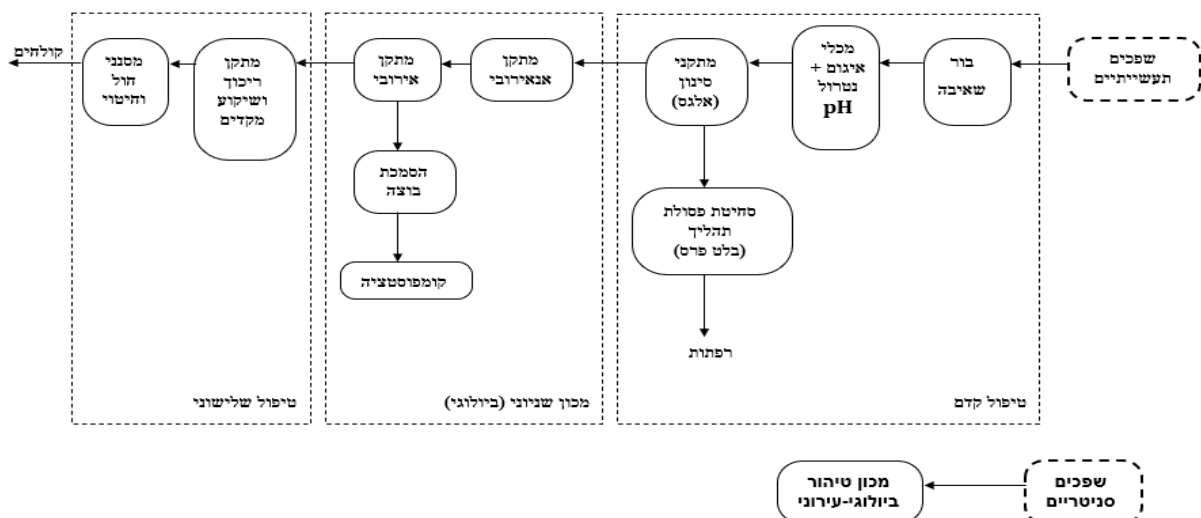 שפכים
תעשייתיים
בור
שאיבה
מכלי
איגום +
נטרול
pH
מתקני
סינון
(אלגס)
סחיטת פסולת
תהליך
(בלט פרס)
רפתות
טיפול קדם
מתקן
אנאירובי
מתקן
אירובי
הסמכת
בוצה
קומפוסטציה
מכון שניוני (ביולוגי)
מתקן
ריכוך
ושיקוע
מקדים
מסנני
חול
וחיטוי
טיפול שלישוני
קולחים
שפכים
סניטריים
מכון טיהור
ביולוגי-עירוני